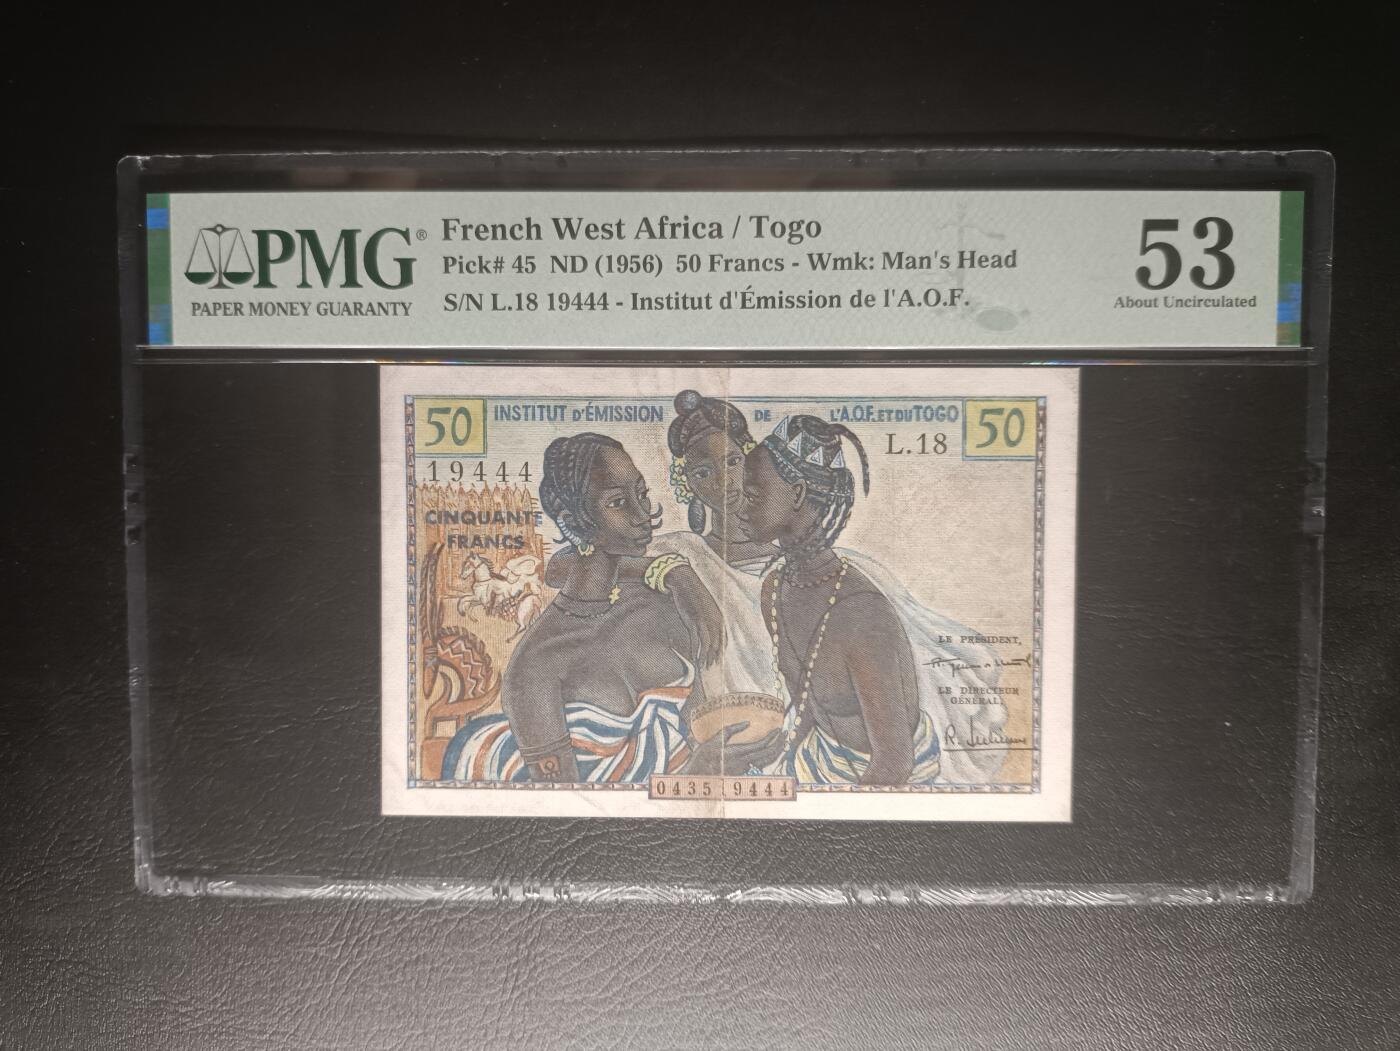 PMG®
PAPER MONEY GUARANTY
French West Africa / Togo
Pick# 45 ND (1956) 50 Francs - Wmk: Man's Head
S/N L.18 19444 - Institut d'Émission de l'A.O.F.
53
About Uncirculated
50 INSTITUT D'ÉMISSION DE L'A.O.F. ET DU TOGO 50
L.18
19444
CINQUANTE
FRANCS
LE PRÉSIDENT,
LE DIRECTEUR
GÉNÉRAL,
0435 19444